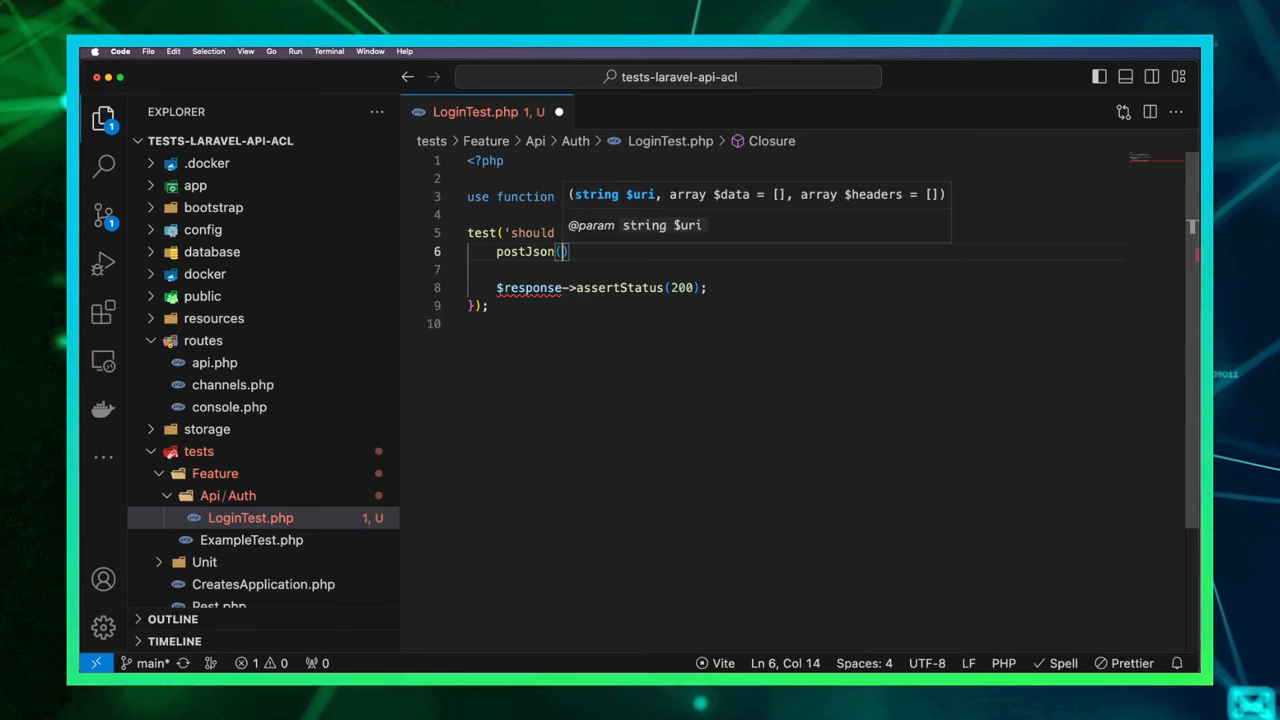 Code File Edit Selection View Go Run Terminal Window Help
tests-laravel-api-acl
EXPLORER
LoginTest.php 1, U
TESTS-LARAVEL-API-ACL
tests > Feature > Api > Auth > LoginTest.php > Closure
.docker
app
bootstrap
config
database
docker
public
resources
routes
api.php
channels.php
console.php
storage
tests
Feature
Api/Auth
LoginTest.php 1, U
ExampleTest.php
Unit
CreatesApplication.php
Pest.php
OUTLINE
TIMELINE
1 <?php
2
3 use function
(string $uri, array $data = [], array $headers = [])
@param string $uri
4
5 test('should
6 postJson()
7
8 $response->assertStatus(200);
9 });
10
1
1
main* 1 0 0 Vite Ln 6, Col 14 Spaces: 4 UTF-8 LF PHP Spell Prettier
39011